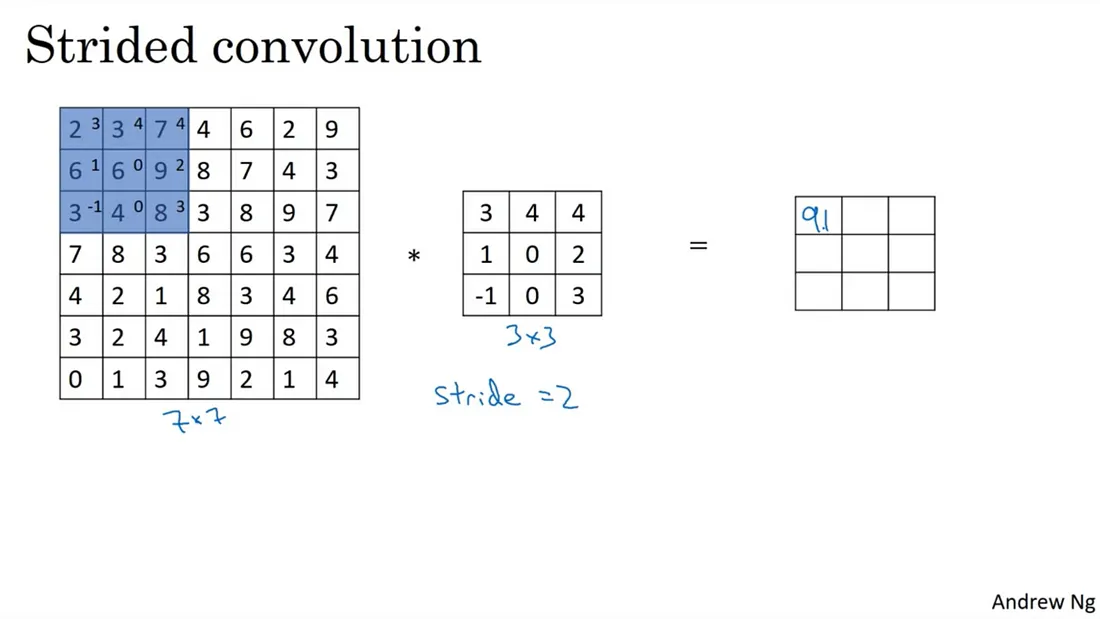 Strided convolution
2 3 3 4 7 4 4 6 2 9
6 1 6 0 9 2 8 7 4 3
3 -1 4 0 8 3 3 8 9 7
7 8 3 6 6 3 4
4 2 1 8 3 4 6
3 2 4 1 9 8 3
0 1 3 9 2 1 4
7×7
*
3 4 4
1 0 2
-1 0 3
3×3
stride = 2
=
91
Andrew Ng